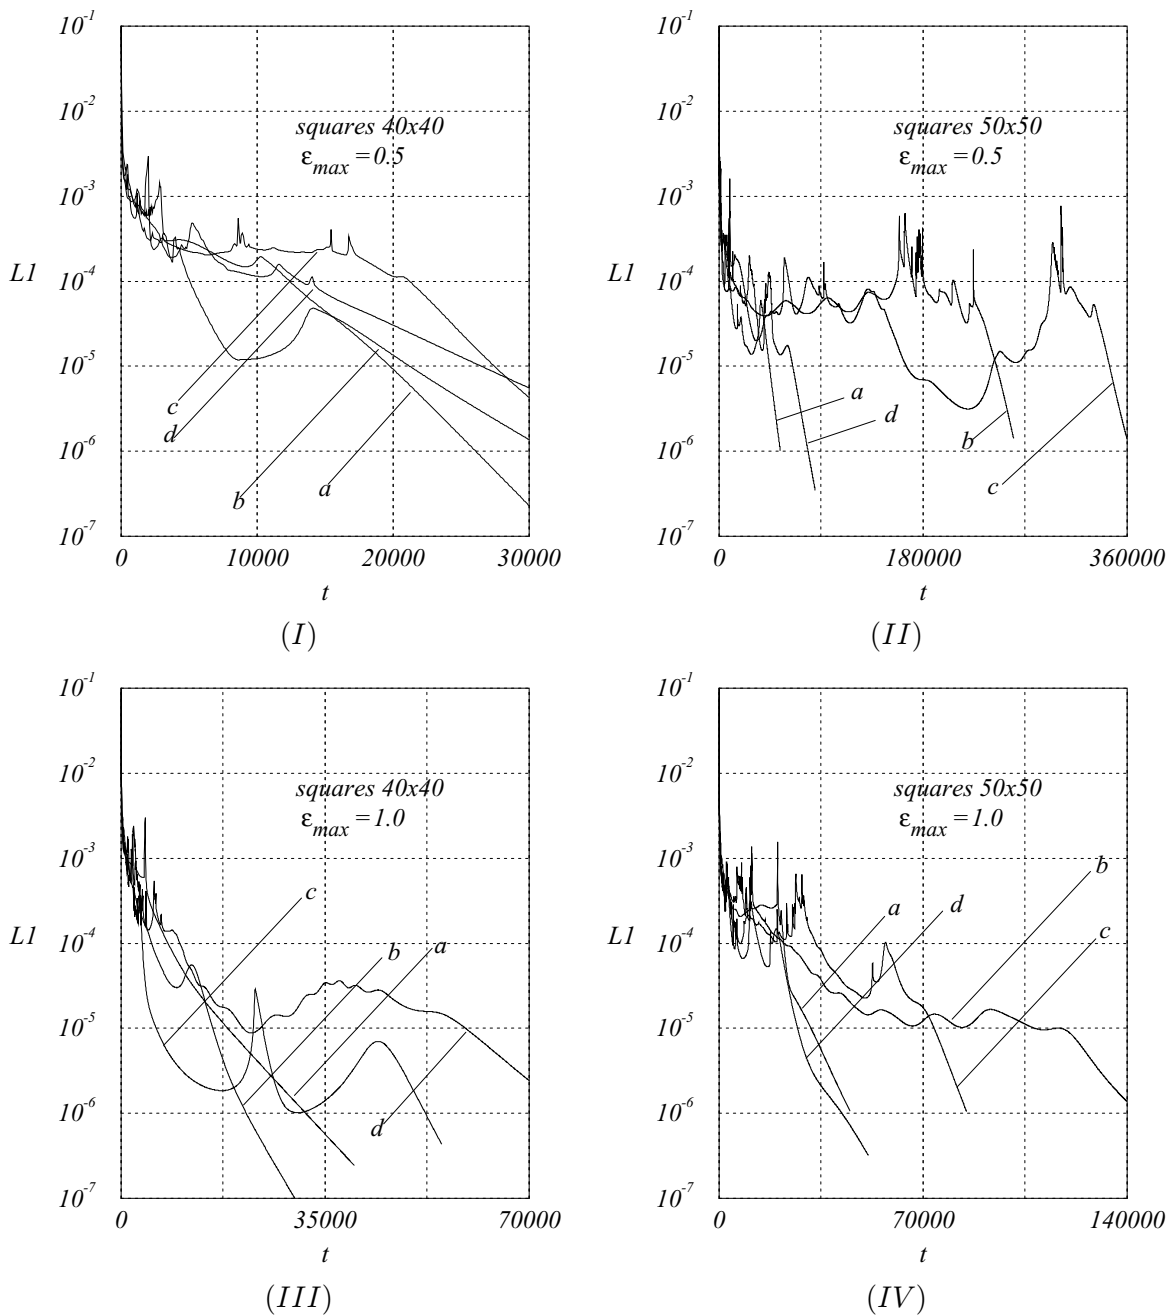 10^-1
10^-2
10^-3
10^-4
10^-5
10^-6
10^-7
L1
squares 40x40
ε_max =0.5
c
d
b
a
0 10000 20000 30000
t
(I)
10^-1
10^-2
10^-3
10^-4
10^-5
10^-6
10^-7
L1
squares 50x50
ε_max =0.5
a
d
b
c
0 180000 360000
t
(II)
10^-1
10^-2
10^-3
10^-4
10^-5
10^-6
10^-7
L1
squares 40x40
ε_max =1.0
c
b
a
d
0 35000 70000
t
(III)
10^-1
10^-2
10^-3
10^-4
10^-5
10^-6
10^-7
L1
squares 50x50
ε_max =1.0
b
a
d
c
0 70000 140000
t
(IV)